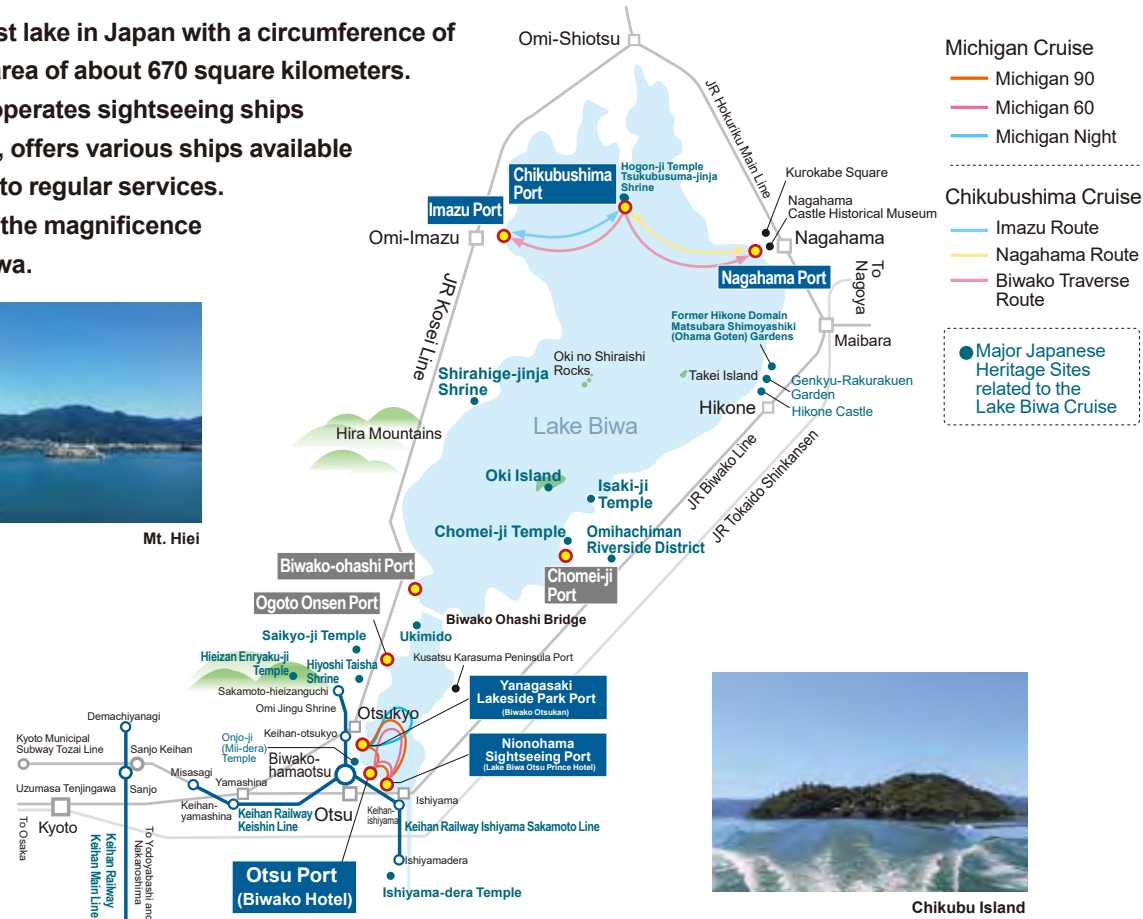 st lake in Japan with a circumference of
area of about 670 square kilometers.
operates sightseeing ships
, offers various ships available
to regular services.
the magnificence
wa.
Mt. Hiei
Omi-Shiotsu
JR Hokuriku Main Line
Michigan Cruise
Michigan 90
Michigan 60
Michigan Night
Chikubushima Cruise
Imazu Route
Nagahama Route
Biwako Traverse
Route
Major Japanese
Heritage Sites
related to the
Lake Biwa Cruise
Chikubushima
Port
Hogon-ji Temple
Tsukubusuma-jinja
Shrine
Kurokabe Square
Nagahama
Castle Historical Museum
Imazu Port
Omi-Imazu
Nagahama
Nagahama Port
To
Nagoya
JR Kosei Line
Former Hikone Domain
Matsubara Shimoyashiki
(Ohama Goten) Gardens
Maibara
Oki no Shiraishi
Rocks
Shirahige-jinja
Shrine
Takei Island
Genkyu-Rakurakuen
Garden
Hikone
Hikone Castle
Lake Biwa
Hira Mountains
JR Biwako Line
JR Tokaido Shinkansen
Oki Island
Isaki-ji
Temple
Chomei-ji Temple
Omihachiman
Riverside District
Biwako-ohashi Port
Chomei-ji
Port
Ogoto Onsen Port
Biwako Ohashi Bridge
Ukimido
Saikyo-ji Temple
Hieizan Enryaku-ji
Temple
Hiyoshi Taisha
Shrine
Kusatsu Karasuma Peninsula Port
Sakamoto-hieizanguchi
Omi Jingu Shrine
Otsukyo
Yanagasaki
Lakeside Park Port
(Biwako Otsukan)
Demachiyanagi
Keihan-otsukyo
Onjo-ji
(Mii-dera)
Temple
Biwako-
hamaotsu
Nionohama
Sightseeing Port
(Lake Biwa Otsu Prince Hotel)
Kyoto Municipal
Subway Tozai Line
Sanjo Keihan
Misasagi
Yamashina
Sanjo
Uzumasa Tenjingawa
Kyoto
Keihan-
yamashina
Keihan Railway
Keishin Line
Otsu
Keihan-
ishiyama
Ishiyama
Keihan Railway Ishiyama Sakamoto Line
To Osaka
Keihan Railway
Keihan Main Line
To Yodoyabashi and
Nakanoshima
Ishiyamadera
Otsu Port
(Biwako Hotel)
Ishiyama-dera Temple
Chikubu Island